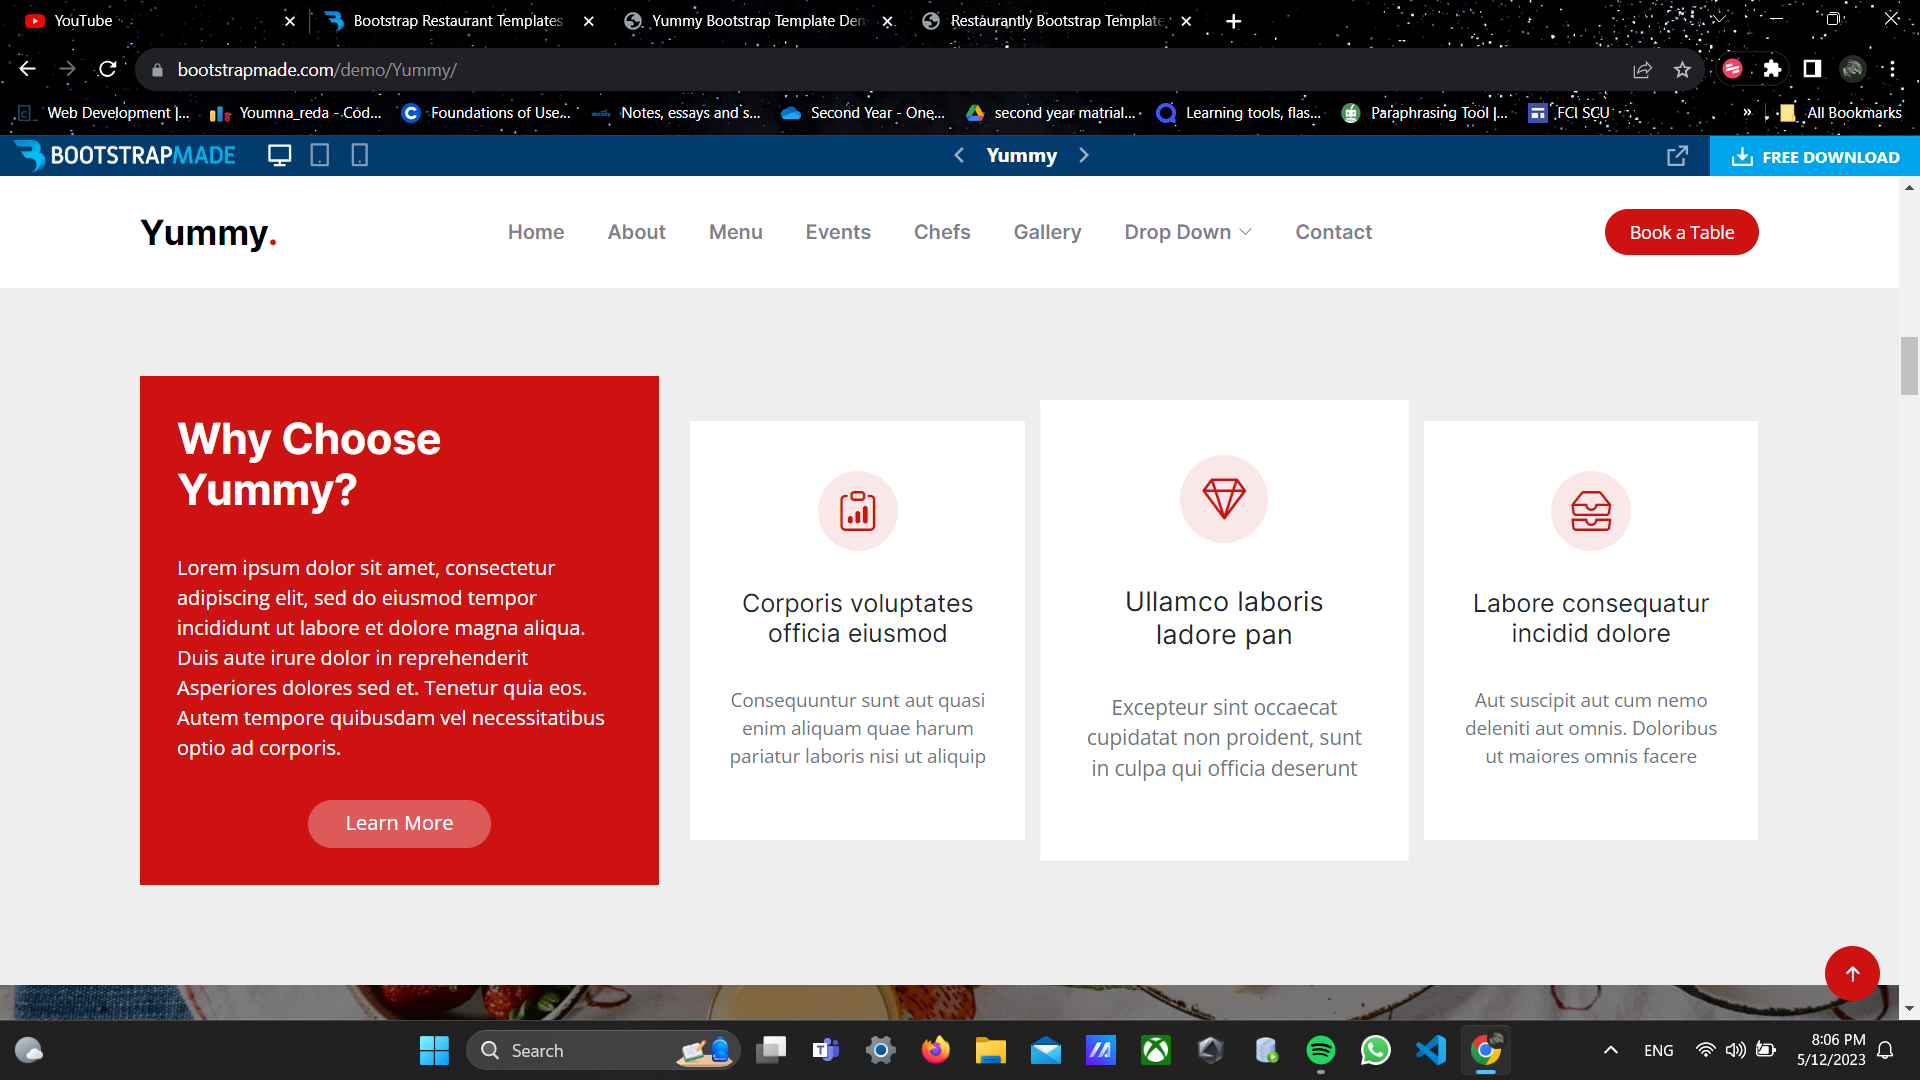 YouTube
Bootstrap Restaurant Templates
Yummy Bootstrap Template Den
Restaurantly Bootstrap Template
bootstrapmade.com/demo/Yummy/
Web Development |...
Youmna_reda - Cod...
Foundations of Use...
Notes, essays and s...
Second Year - One...
second year matrial...
Learning tools, flas...
Paraphrasing Tool |...
FCI SCU
»
All Bookmarks
BOOTSTRAPMADE
Yummy
FREE DOWNLOAD
Yummy.
Home
About
Menu
Events
Chefs
Gallery
Drop Down
Contact
Book a Table
Why Choose
Yummy?
Lorem ipsum dolor sit amet, consectetur
adipiscing elit, sed do eiusmod tempor
incididunt ut labore et dolore magna aliqua.
Duis aute irure dolor in reprehenderit
Asperiores dolores sed et. Tenetur quia eos.
Autem tempore quibusdam vel necessitatibus
optio ad corporis.
Learn More
Corporis voluptates
officia eiusmod
Consequuntur sunt aut quasi
enim aliquam quae harum
pariatur laboris nisi ut aliquip
Ullamco laboris
ladore pan
Excepteur sint occaecat
cupidatat non proident, sunt
in culpa qui officia deserunt
Labore consequatur
incidid dolore
Aut suscipit aut cum nemo
deleniti aut omnis. Doloribus
ut maiores omnis facere
Search
ENG
8:06 PM
5/12/2023